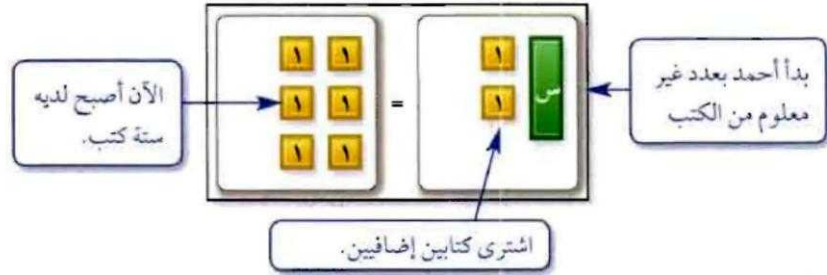 بدأ أحمد بعدد غير
معلوم من الكتب
س
١
١
=
١ ١
١ ١
١ ١
الآن أصبح لديه
ستة كتب.
اشترى كتابين إضافيين.